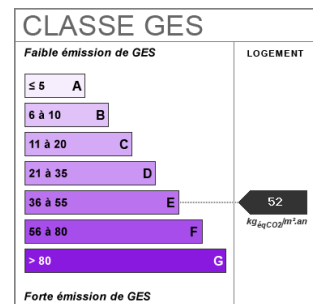 CLASSE GES
Faible émission de GES
LOGEMENT
≤ 5 A
6 à 10 B
11 à 20 C
21 à 35 D
36 à 55 E
52
kgéqCO2/m².an
56 à 80 F
> 80 G
Forte émission de GES